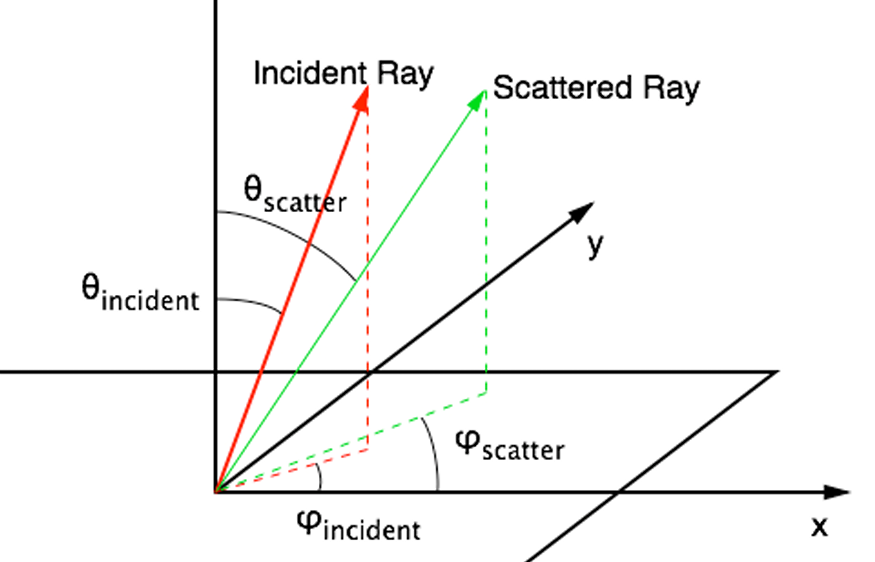 Incident Ray
Scattered Ray
θscatter
y
θincident
φscatter
φincident
x